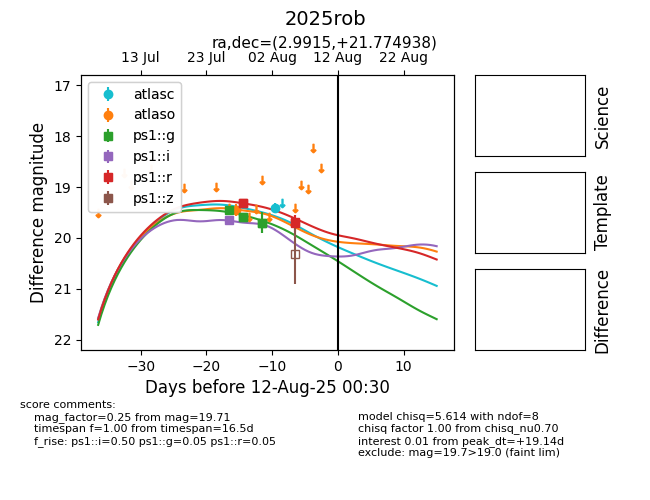 2025rob
ra,dec=(2.9915,+21.774938)
13 Jul 23 Jul 02 Aug 12 Aug 22 Aug
17
18
19
20
21
22
Difference magnitude
atlasc
atlaso
ps1::g
ps1::i
ps1::r
ps1::z
−30 −20 −10 0 10
Days before 12-Aug-25 00:30
Science
Template
Difference
score comments:
mag_factor=0.25 from mag=19.71
timespan f=1.00 from timespan=16.5d
f_rise: ps1::i=0.50 ps1::g=0.05 ps1::r=0.05
model chisq=5.614 with ndof=8
chisq factor 1.00 from chisq_nu0.70
interest 0.01 from peak_dt=+19.14d
exclude: mag=19.7>19.0 (faint lim)